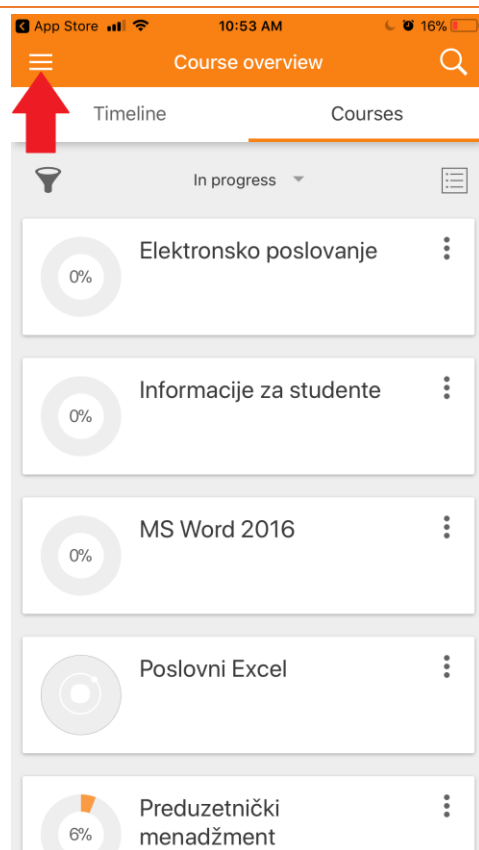 App Store 10:53 AM 16%
Course overview
Timeline Courses
In progress
Elektronsko poslovanje
0%
Informacije za studente
0%
MS Word 2016
0%
Poslovni Excel
Preduzetnički
menadžment
6%